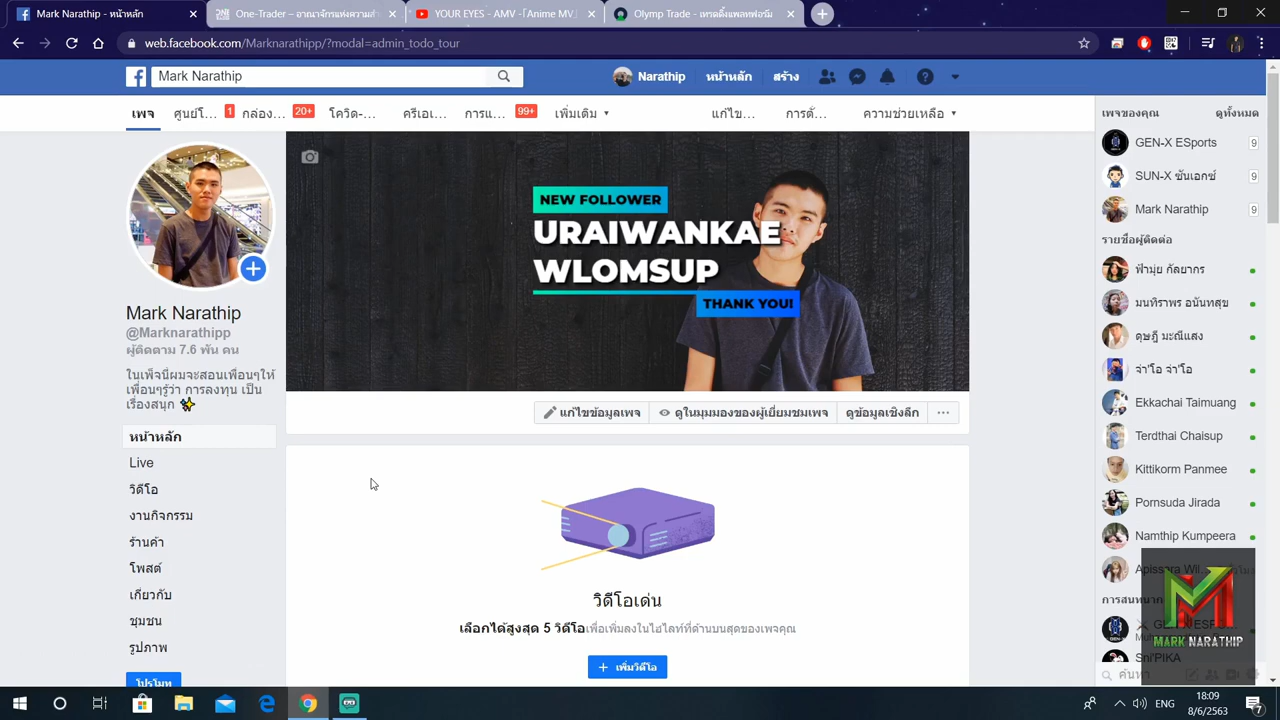 Mark Narathip - หน้าหลัก
One-Trader – อาณาจักรแห่งความสำ
YOUR EYES - AMV -「Anime MV」
Olymp Trade - เทรดดิ้งแพลทฟอร์ม
web.facebook.com/Marknarathipp/?modal=admin_todo_tour
Mark Narathip
Narathip
หน้าหลัก
สร้าง
เพจ
ศูนย์โ...
1
กล่อง...
20+
โควิด-...
ครีเอเ...
การแ...
99+
เพิ่มเติม
แก้ไข...
การตั้...
ความช่วยเหลือ
NEW FOLLOWER
URAIWANKAE
WLOMSUP
THANK YOU!
Mark Narathip
@Marknarathipp
ผู้ติดตาม 7.6 พัน คน
ในเพ็จนี้ผมจะสอนเพื่อนๆให้
เพื่อนๆรู้ว่า การลงทุน เป็น
เรื่องสนุก
แก้ไขข้อมูลเพจ
ดูในมุมมองของผู้เยี่ยมชมเพจ
ดูข้อมูลเชิงลึก
...
หน้าหลัก
Live
วิดีโอ
งานกิจกรรม
ร้านค้า
โพสต์
เกี่ยวกับ
ชุมชน
รูปภาพ
โปรโมท
วิดีโอเด่น
เลือกได้สูงสุด 5 วิดีโอเพื่อเพิ่มลงในไฮไลท์ที่ด้านบนสุดของเพจคุณ
+ เพิ่มวิดีโอ
เพจของคุณ
ดูทั้งหมด
GEN-X ESports 9
SUN-X ซันเอกซ์ 9
Mark Narathip 9
รายชื่อผู้ติดต่อ
ฟ้ามุ่ย กัลยากร
มนทิราพร อนันทสุข
ดุษฎี มะณีแสง
จ่า'โอ จ่า'โอ
Ekkachai Taimuang
Terdthai Chaisup
Kittikorm Panmee
Pornsuda Jirada
Namthip Kumpeera
Apissara Wil...
การสนทนาก
Sni'PIKA
ค้นหา
MARK NARATHIP
ENG
18:09
8/6/2563
7